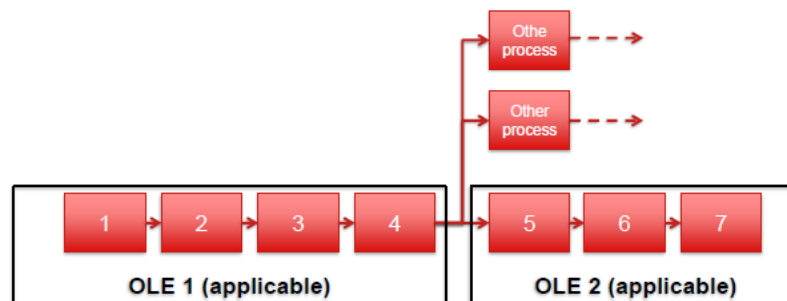 Othe
process
Other
process
1 2 3 4 5 6 7
OLE 1 (applicable) OLE 2 (applicable)